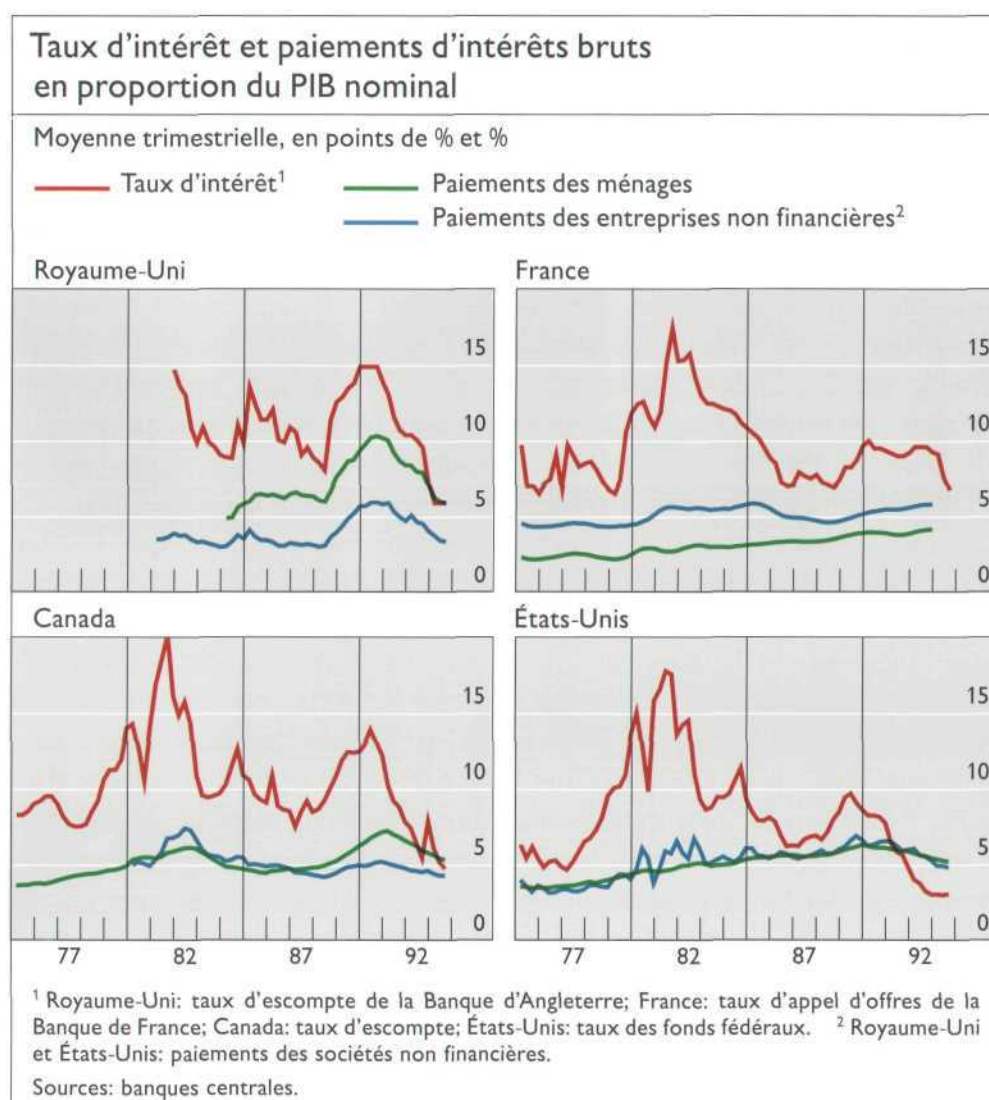 Taux d'intérêt et paiements d'intérêts bruts
en proportion du PIB nominal
Moyenne trimestrielle, en points de % et %
Taux d'intérêt¹
Paiements des ménages
Paiements des entreprises non financières²
Royaume-Uni
15
10
5
0
France
15
10
5
0
Canada
15
10
5
0
77 82 87 92
États-Unis
15
10
5
0
77 82 87 92
¹ Royaume-Uni: taux d'escompte de la Banque d'Angleterre; France: taux d'appel d'offres de la
Banque de France; Canada: taux d'escompte; États-Unis: taux des fonds fédéraux. ² Royaume-Uni
et États-Unis: paiements des sociétés non financières.
Sources: banques centrales.